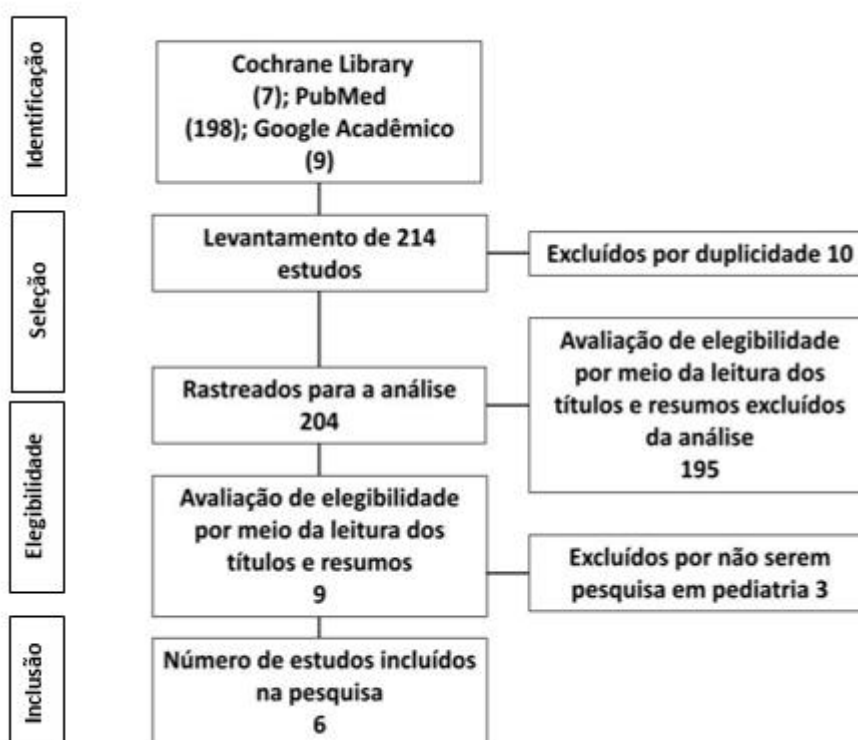 Identificação
Cochrane Library
(7); PubMed
(198); Google Acadêmico
(9)
Seleção
Levantamento de 214
estudos
Excluídos por duplicidade 10
Rastreados para a análise
204
Avaliação de elegibilidade
por meio da leitura dos
títulos e resumos excluídos
da análise
195
Elegibilidade
Avaliação de elegibilidade
por meio da leitura dos
títulos e resumos
9
Excluídos por não serem
pesquisa em pediatria 3
Inclusão
Número de estudos incluídos
na pesquisa
6